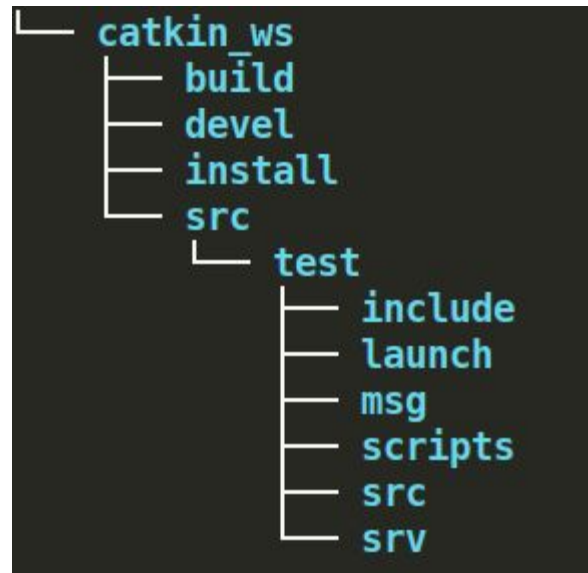 catkin_ws
build
devel
install
src
test
include
launch
msg
scripts
src
srv